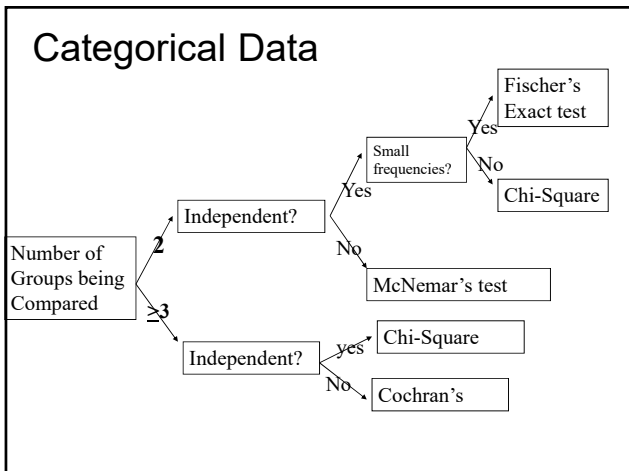 Categorical Data
Fischer’s
Exact test
Yes
Small
frequencies?
No
Yes
Chi-Square
Independent?
2
No
Number of
Groups being
Compared
McNemar’s test
≥3
Chi-Square
yes
Independent?
No
Cochran’s